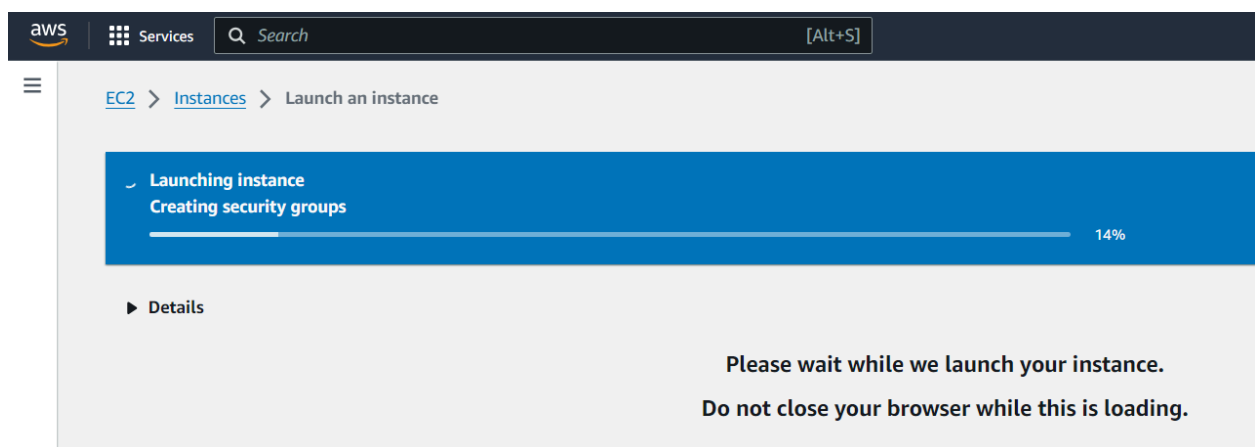 aws Services Search [Alt+S]
EC2 > Instances > Launch an instance
Launching instance
Creating security groups
14%
Details
Please wait while we launch your instance.
Do not close your browser while this is loading.